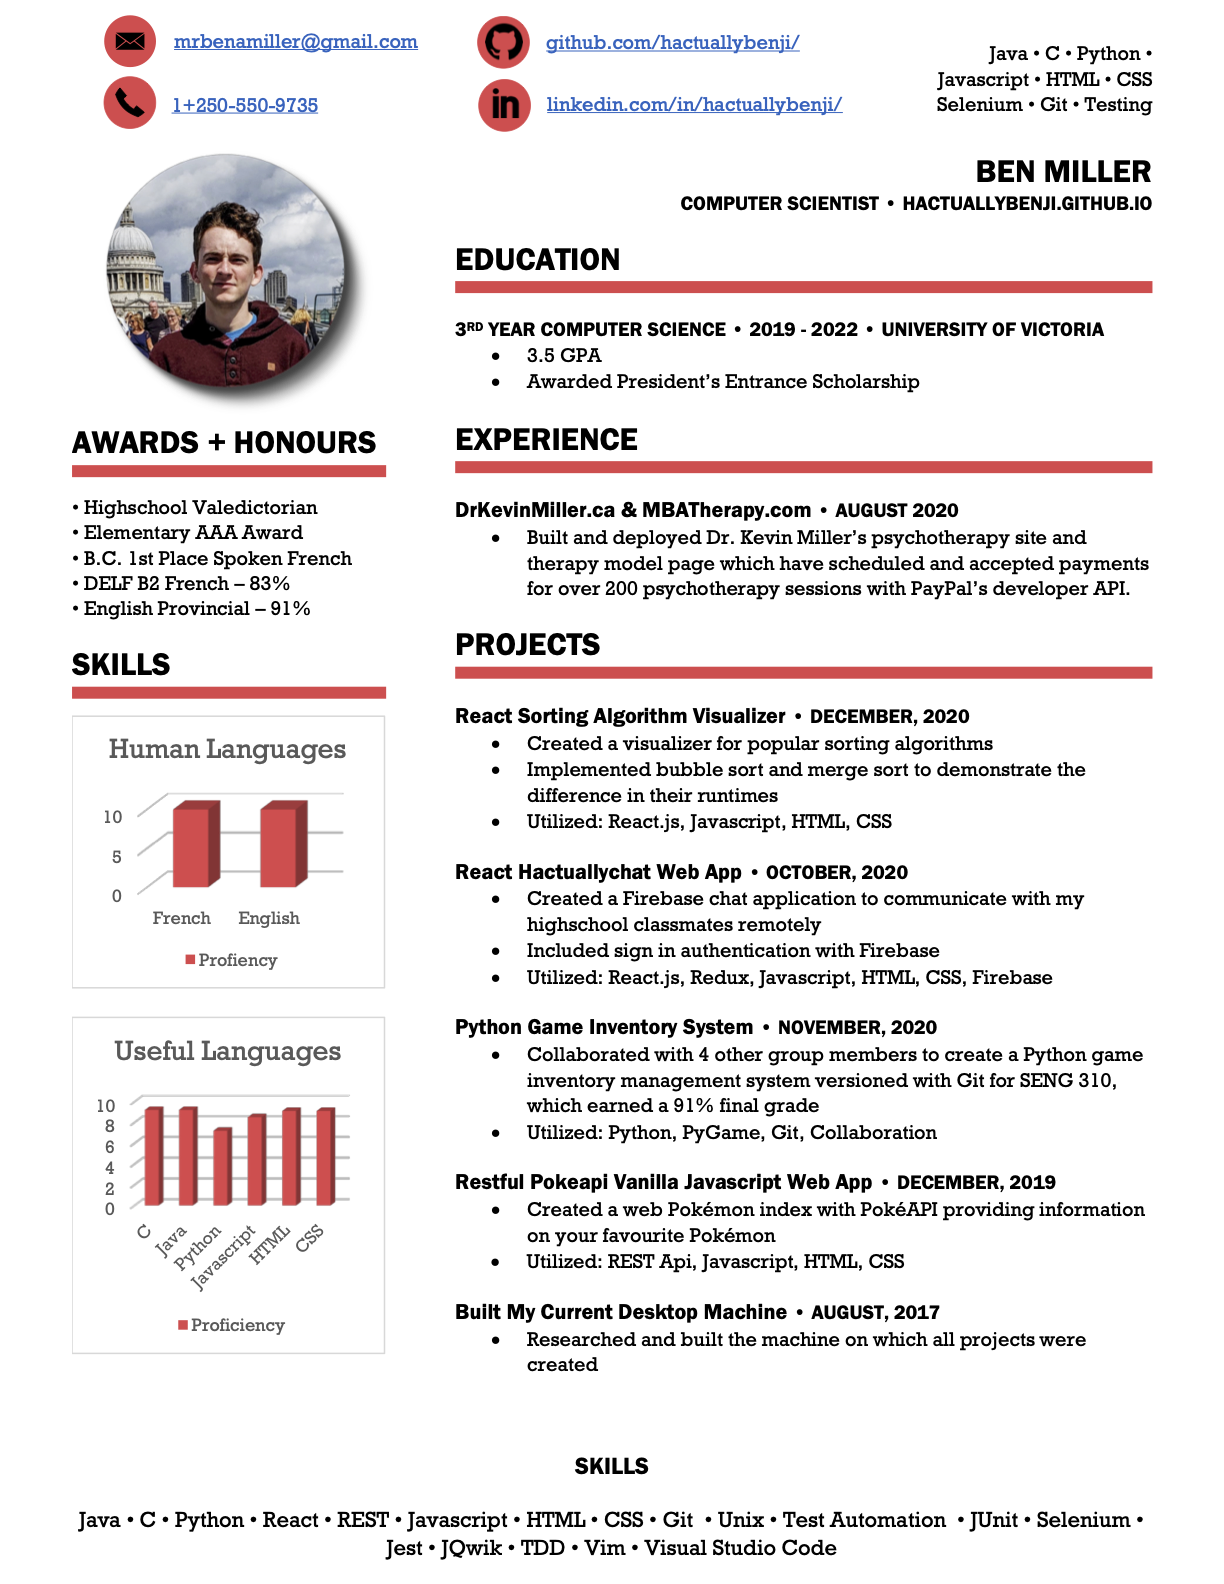 mrbenamiller@gmail.com
1+250-550-9735
github.com/hactuallybenji/
linkedin.com/in/hactuallybenji/
Java • C • Python •
Javascript • HTML • CSS
Selenium • Git • Testing
BEN MILLER
COMPUTER SCIENTIST • HACTUALLYBENJI.GITHUB.IO
AWARDS + HONOURS
• Highschool Valedictorian
• Elementary AAA Award
• B.C. 1st Place Spoken French
• DELF B2 French – 83%
• English Provincial – 91%
SKILLS
Human Languages
10
5
0
French English
Profiency
Useful Languages
10
8
6
4
2
0
C Java Python Javascript HTML CSS
Proficiency
EDUCATION
3RD YEAR COMPUTER SCIENCE • 2019 - 2022 • UNIVERSITY OF VICTORIA
• 3.5 GPA
• Awarded President’s Entrance Scholarship
EXPERIENCE
DrKevinMiller.ca & MBATherapy.com • AUGUST 2020
• Built and deployed Dr. Kevin Miller’s psychotherapy site and
therapy model page which have scheduled and accepted payments
for over 200 psychotherapy sessions with PayPal’s developer API.
PROJECTS
React Sorting Algorithm Visualizer • DECEMBER, 2020
• Created a visualizer for popular sorting algorithms
• Implemented bubble sort and merge sort to demonstrate the
difference in their runtimes
• Utilized: React.js, Javascript, HTML, CSS
React Hactuallychat Web App • OCTOBER, 2020
• Created a Firebase chat application to communicate with my
highschool classmates remotely
• Included sign in authentication with Firebase
• Utilized: React.js, Redux, Javascript, HTML, CSS, Firebase
Python Game Inventory System • NOVEMBER, 2020
• Collaborated with 4 other group members to create a Python game
inventory management system versioned with Git for SENG 310,
which earned a 91% final grade
• Utilized: Python, PyGame, Git, Collaboration
Restful Pokeapi Vanilla Javascript Web App • DECEMBER, 2019
• Created a web Pokémon index with PokéAPI providing information
on your favourite Pokémon
• Utilized: REST Api, Javascript, HTML, CSS
Built My Current Desktop Machine • AUGUST, 2017
• Researched and built the machine on which all projects were
created
SKILLS
Java • C • Python • React • REST • Javascript • HTML • CSS • Git • Unix • Test Automation • JUnit • Selenium •
Jest • JQwik • TDD • Vim • Visual Studio Code